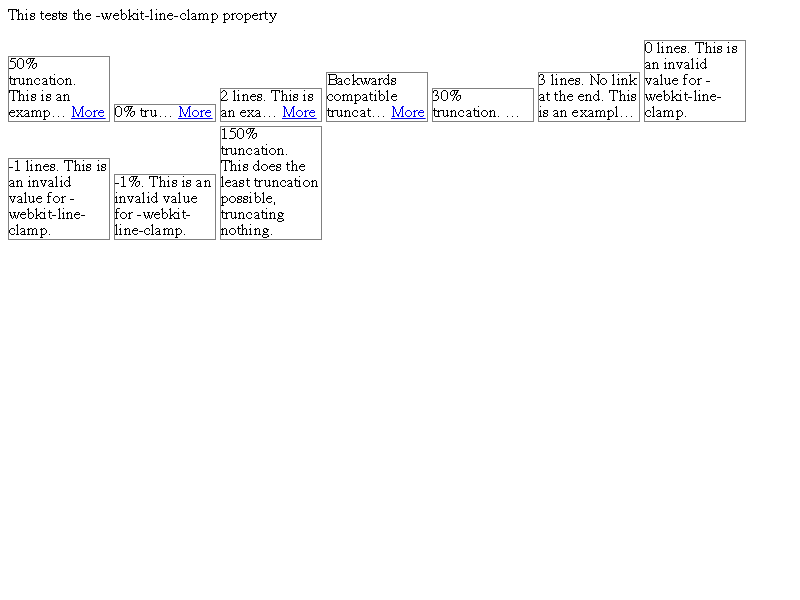 This tests the -webkit-line-clamp property
50%
truncation.
This is an
examp… More
0% tru… More
2 lines. This is
an exa… More
Backwards
compatible
truncat… More
30%
truncation. …
3 lines. No link
at the end. This
is an exampl…
0 lines. This is
an invalid
value for -
webkit-line-
clamp.
-1 lines. This is
an invalid
value for -
webkit-line-
clamp.
-1%. This is an
invalid value
for -webkit-
line-clamp.
150%
truncation.
This does the
least truncation
possible,
truncating
nothing.